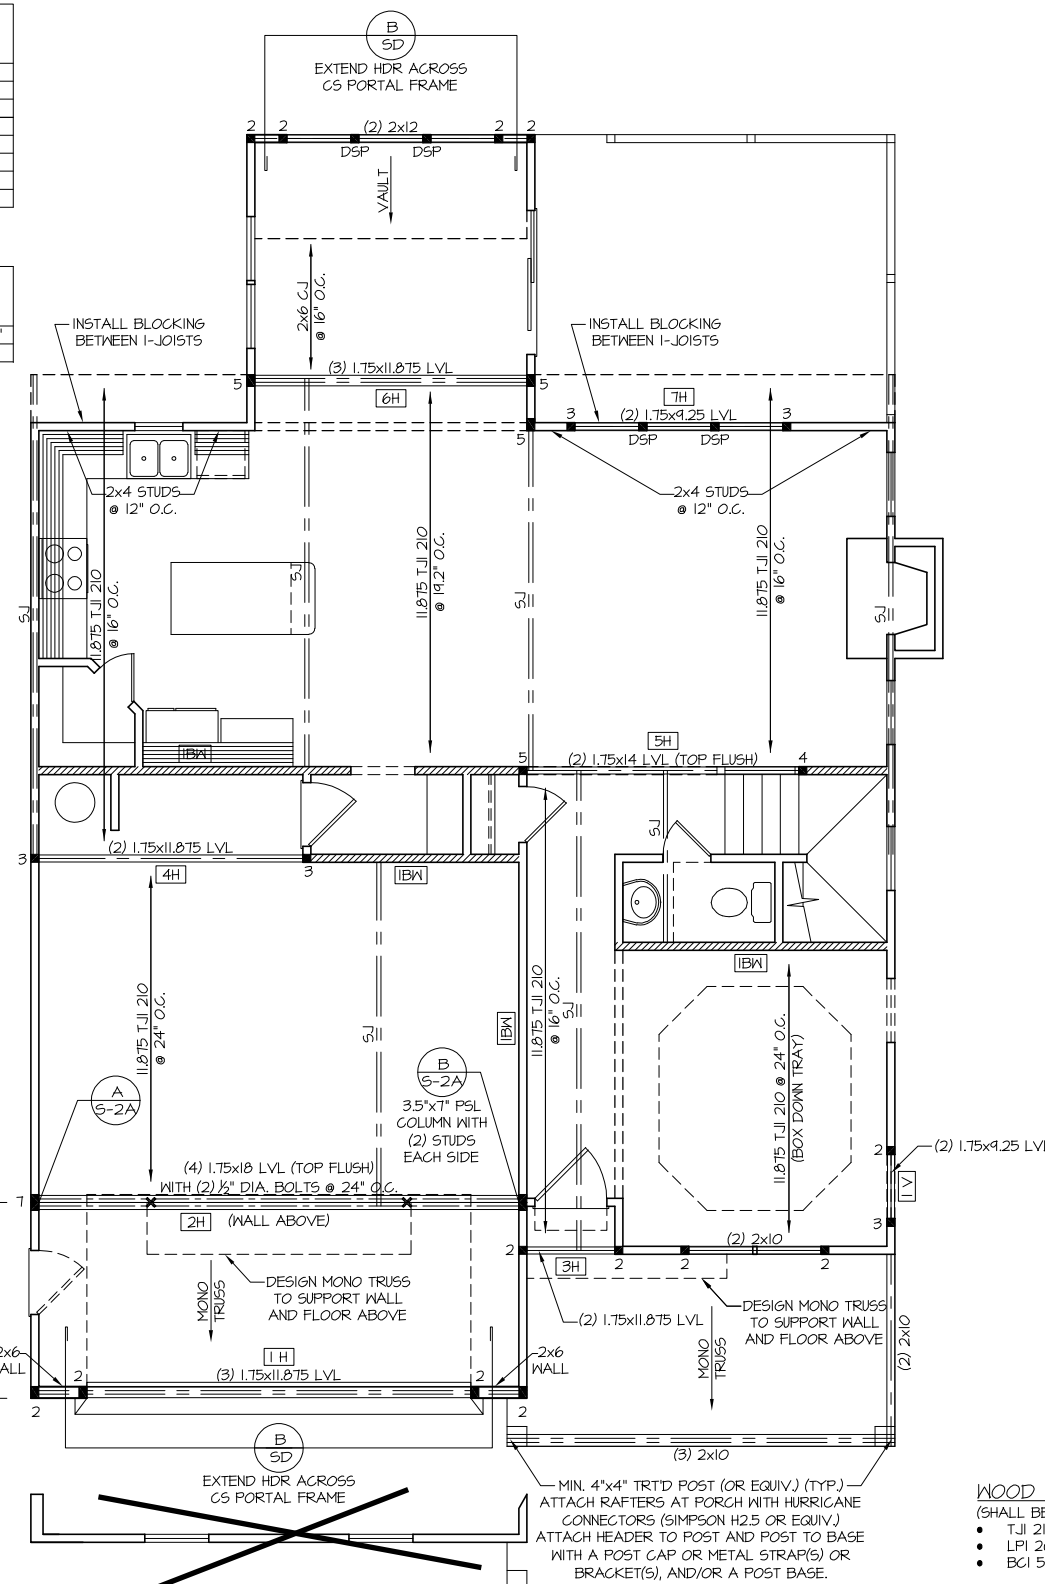 B
SD
EXTEND HDR ACROSS
CS PORTAL FRAME
2
2
(2) 2x12
2
2
DSP
DSP
VAULT
2x6 CJ
@ 16" O.C.
INSTALL BLOCKING
BETWEEN I-JOISTS
INSTALL BLOCKING
BETWEEN I-JOISTS
(3) 1.75x11.875 LVL
5
5
6H
7H
(2) 1.75x9.25 LVL
3
3
5
DSP
DSP
2x4 STUDS
@ 12" O.C.
2x4 STUDS
@ 12" O.C.
11.875 TJI 210
@ 16" O.C.
11.875 TJI 210
@ 19.2" O.C.
11.875 TJI 210
@ 16" O.C.
SJ
SJ
SJ
SJ
IBW
5H
5
(2) 1.75x14 LVL (TOP FLUSH)
4
SJ
(2) 1.75x11.875 LVL
3
3
4H
IBW
IBW
11.875 TJI 210
@ 24" O.C.
SJ
IBW
11.875 TJI 210
@ 16" O.C.
SJ
11.875 TJI 210 @ 24" O.C.
(BOX DOWN TRAY)
A
S-2A
B
S-2A
3.5"x7" PSL
COLUMN WITH
(2) STUDS
EACH SIDE
2
(2) 1.75x9.25 LVL
1V
3
(4) 1.75x18 LVL (TOP FLUSH)
WITH (2) ½" DIA. BOLTS @ 24" O.C.
7
2H
(WALL ABOVE)
(2) 2x10
2
2
2
2
3H
MONO
TRUSS
DESIGN MONO TRUSS
TO SUPPORT WALL
AND FLOOR ABOVE
DESIGN MONO TRUSS
TO SUPPORT WALL
AND FLOOR ABOVE
(2) 1.75x11.875 LVL
MONO
TRUSS
(2) 2x10
2x6
WALL
1H
(3) 1.75x11.875 LVL
2x6
WALL
2
2
2
2
B
SD
EXTEND HDR ACROSS
CS PORTAL FRAME
(3) 2x10
MIN. 4"x4" TRT'D POST (OR EQUIV.) (TYP.)
ATTACH RAFTERS AT PORCH WITH HURRICANE
CONNECTORS (SIMPSON H2.5 OR EQUIV.)
ATTACH HEADER TO POST AND POST TO BASE
WITH A POST CAP OR METAL STRAP(S) OR
BRACKET(S), AND/OR A POST BASE.
WOOD
(SHALL BE
• TJI 21
• LPI 2
• BCI 5